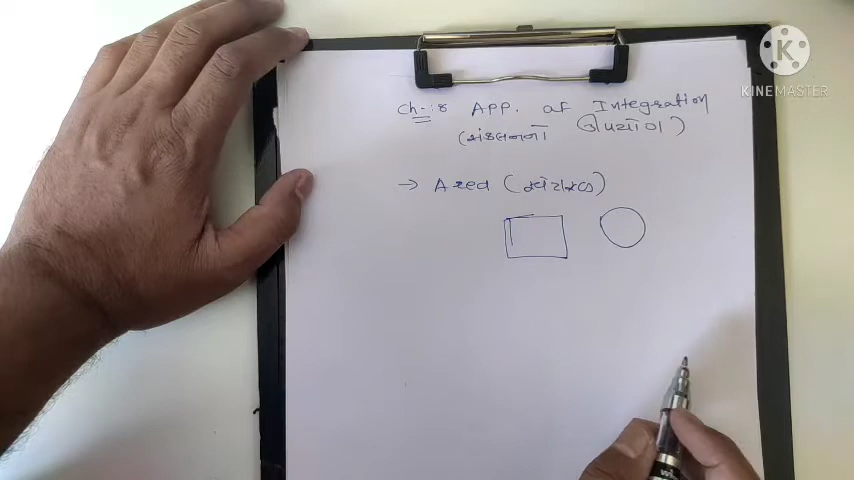 Ch-:8 APP. of Integration
(સંકલનનો ઉપયોગ)
→ Area (ક્ષેત્રફળ)
K
KINEMASTER